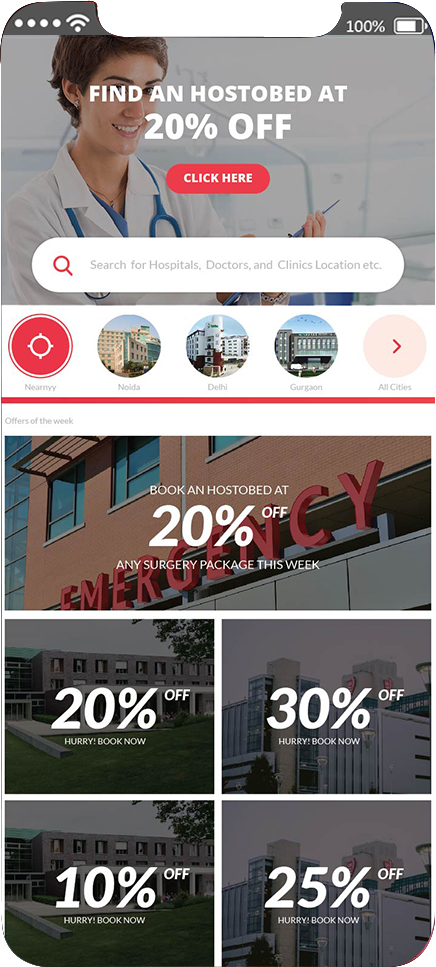 100%
FIND AN HOSTOBED AT
20% OFF
CLICK HERE
Search for Hospitals, Doctors, and Clinics Location etc.
Nearnyy
Noida
Delhi
Gurgaon
All Cities
Offers of the week
EMERGENCY
BOOK AN HOSTOBED AT
20% OFF
ANY SURGERY PACKAGE THIS WEEK
20% OFF
HURRY! BOOK NOW
30% OFF
HURRY! BOOK NOW
10% OFF
HURRY! BOOK NOW
25% OFF
HURRY! BOOK NOW